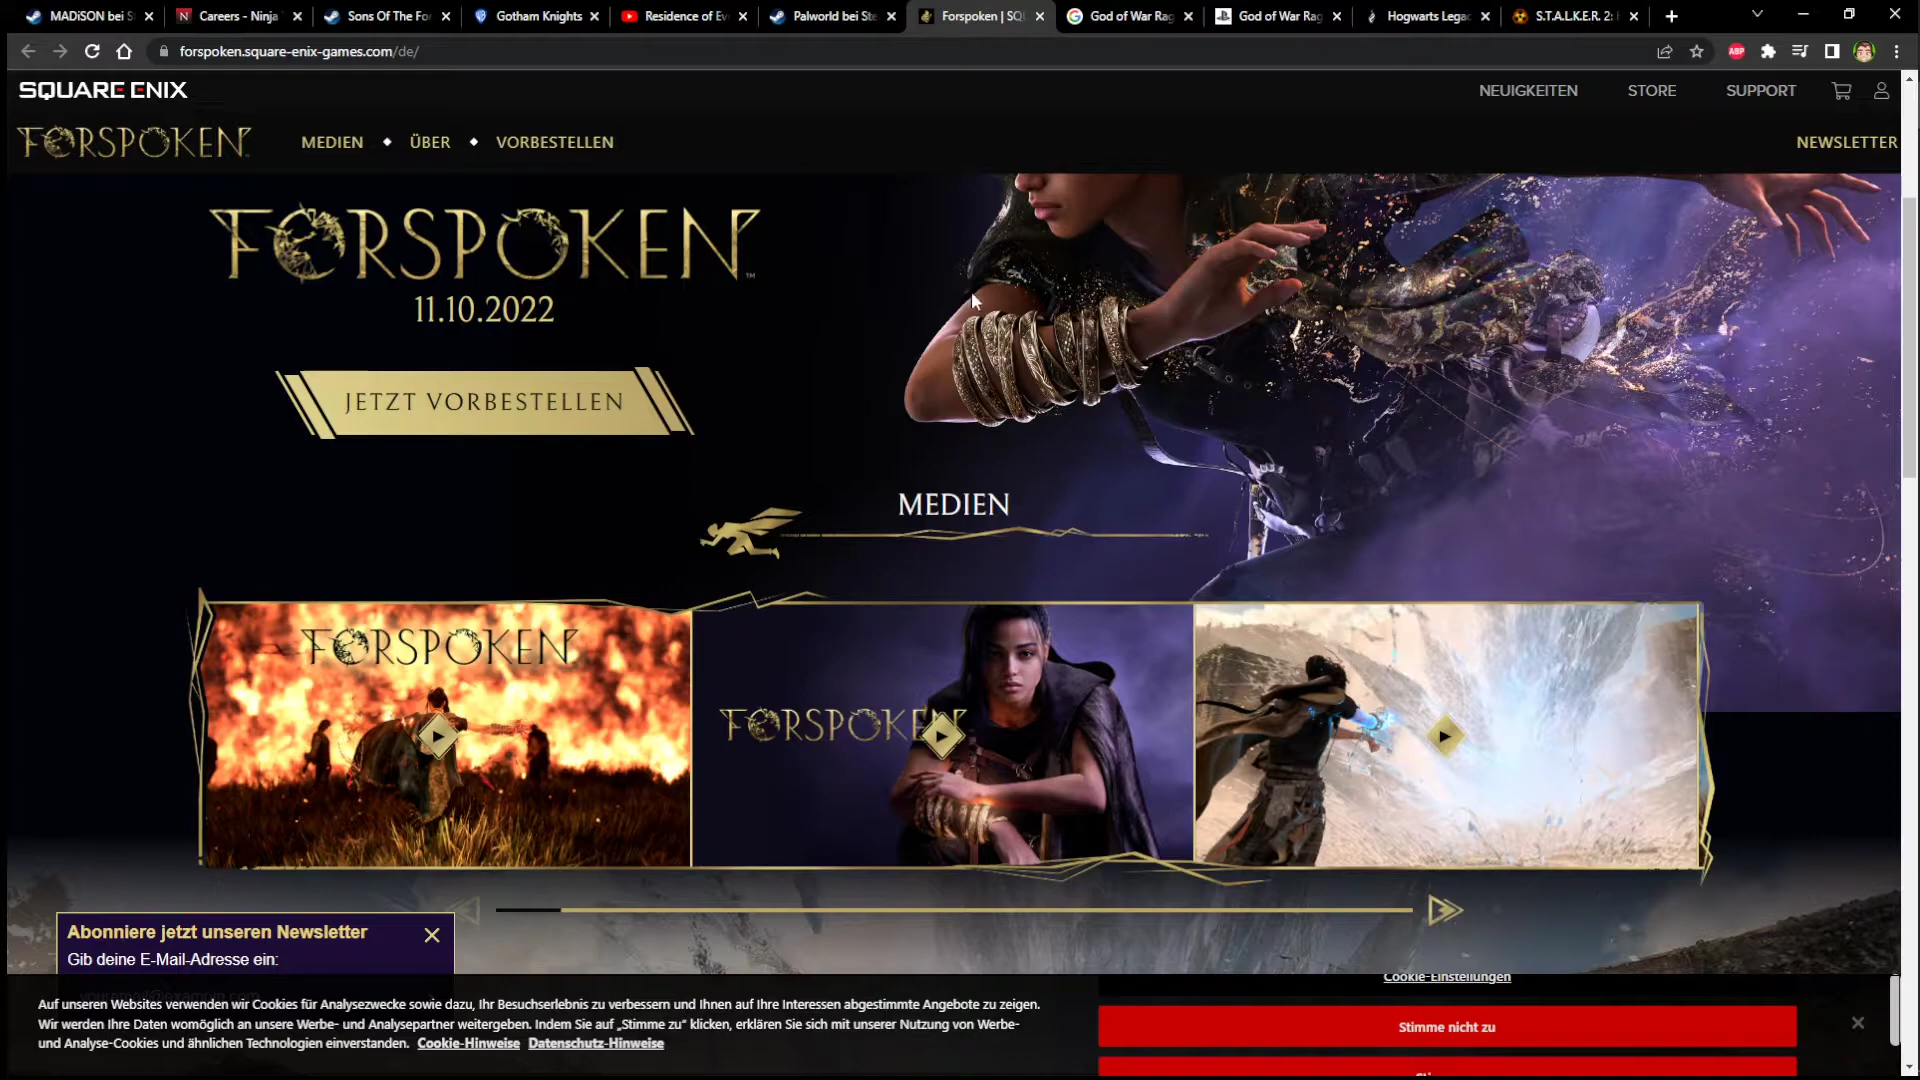 MADiSON bei S
Careers - Ninja
Sons Of The Fo
Gotham Knights
Residence of Ev
Palworld bei Ste
Forspoken | SQU
God of War Rag
God of War Rag
Hogwarts Legac
S.T.A.L.K.E.R. 2:
forspoken.square-enix-games.com/de/
ABP
SQUARE ENIX
NEUIGKEITEN
STORE
SUPPORT
FORSPOKEN
MEDIEN
ÜBER
VORBESTELLEN
NEWSLETTER
FORSPOKEN™
11.10.2022
JETZT VORBESTELLEN
MEDIEN
FORSPOKEN
FORSPOKEN
Abonniere jetzt unseren Newsletter
Gib deine E-Mail-Adresse ein:
Cookie-Einstellungen
Auf unseren Websites verwenden wir Cookies für Analysezwecke sowie dazu, Ihr Besuchserlebnis zu verbessern und Ihnen auf Ihre Interessen abgestimmte Angebote zu zeigen.
Wir werden Ihre Daten womöglich an unsere Werbe- und Analysepartner weitergeben. Indem Sie auf „Stimme zu" klicken, erklären Sie sich mit unserer Nutzung von Werbe-
und Analyse-Cookies und ähnlichen Technologien einverstanden. Cookie-Hinweise Datenschutz-Hinweise
Stimme nicht zu